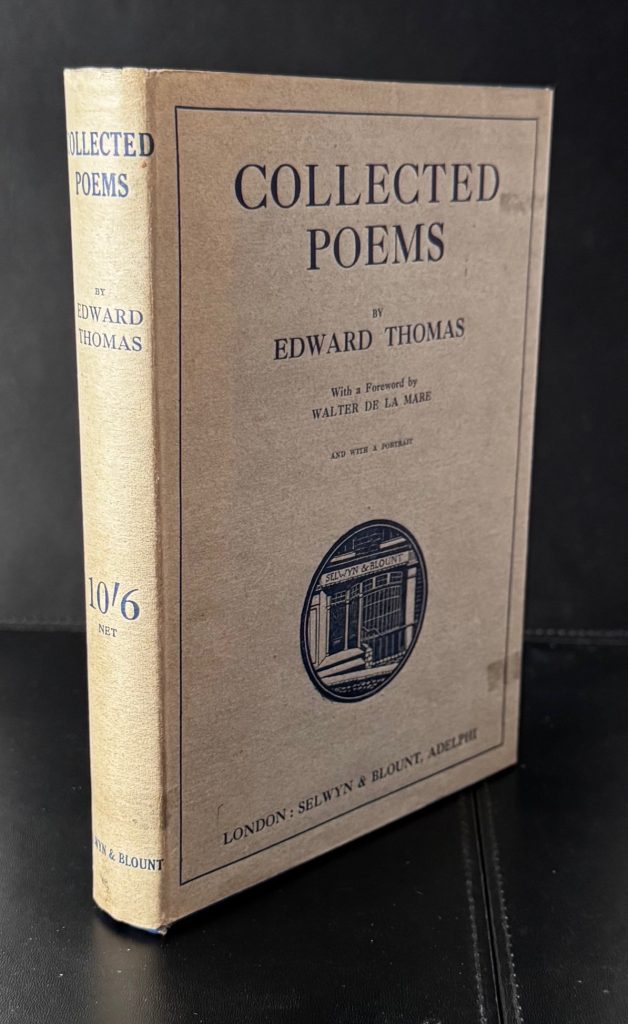 COLLECTED
POEMS
BY
EDWARD
THOMAS
10/6
NET
WYN & BLOUNT
COLLECTED
POEMS
BY
EDWARD THOMAS
With a Foreword by
WALTER DE LA MARE
AND WITH A PORTRAIT
SELWYN & BLOUNT
LONDON: SELWYN & BLOUNT, ADELPHI